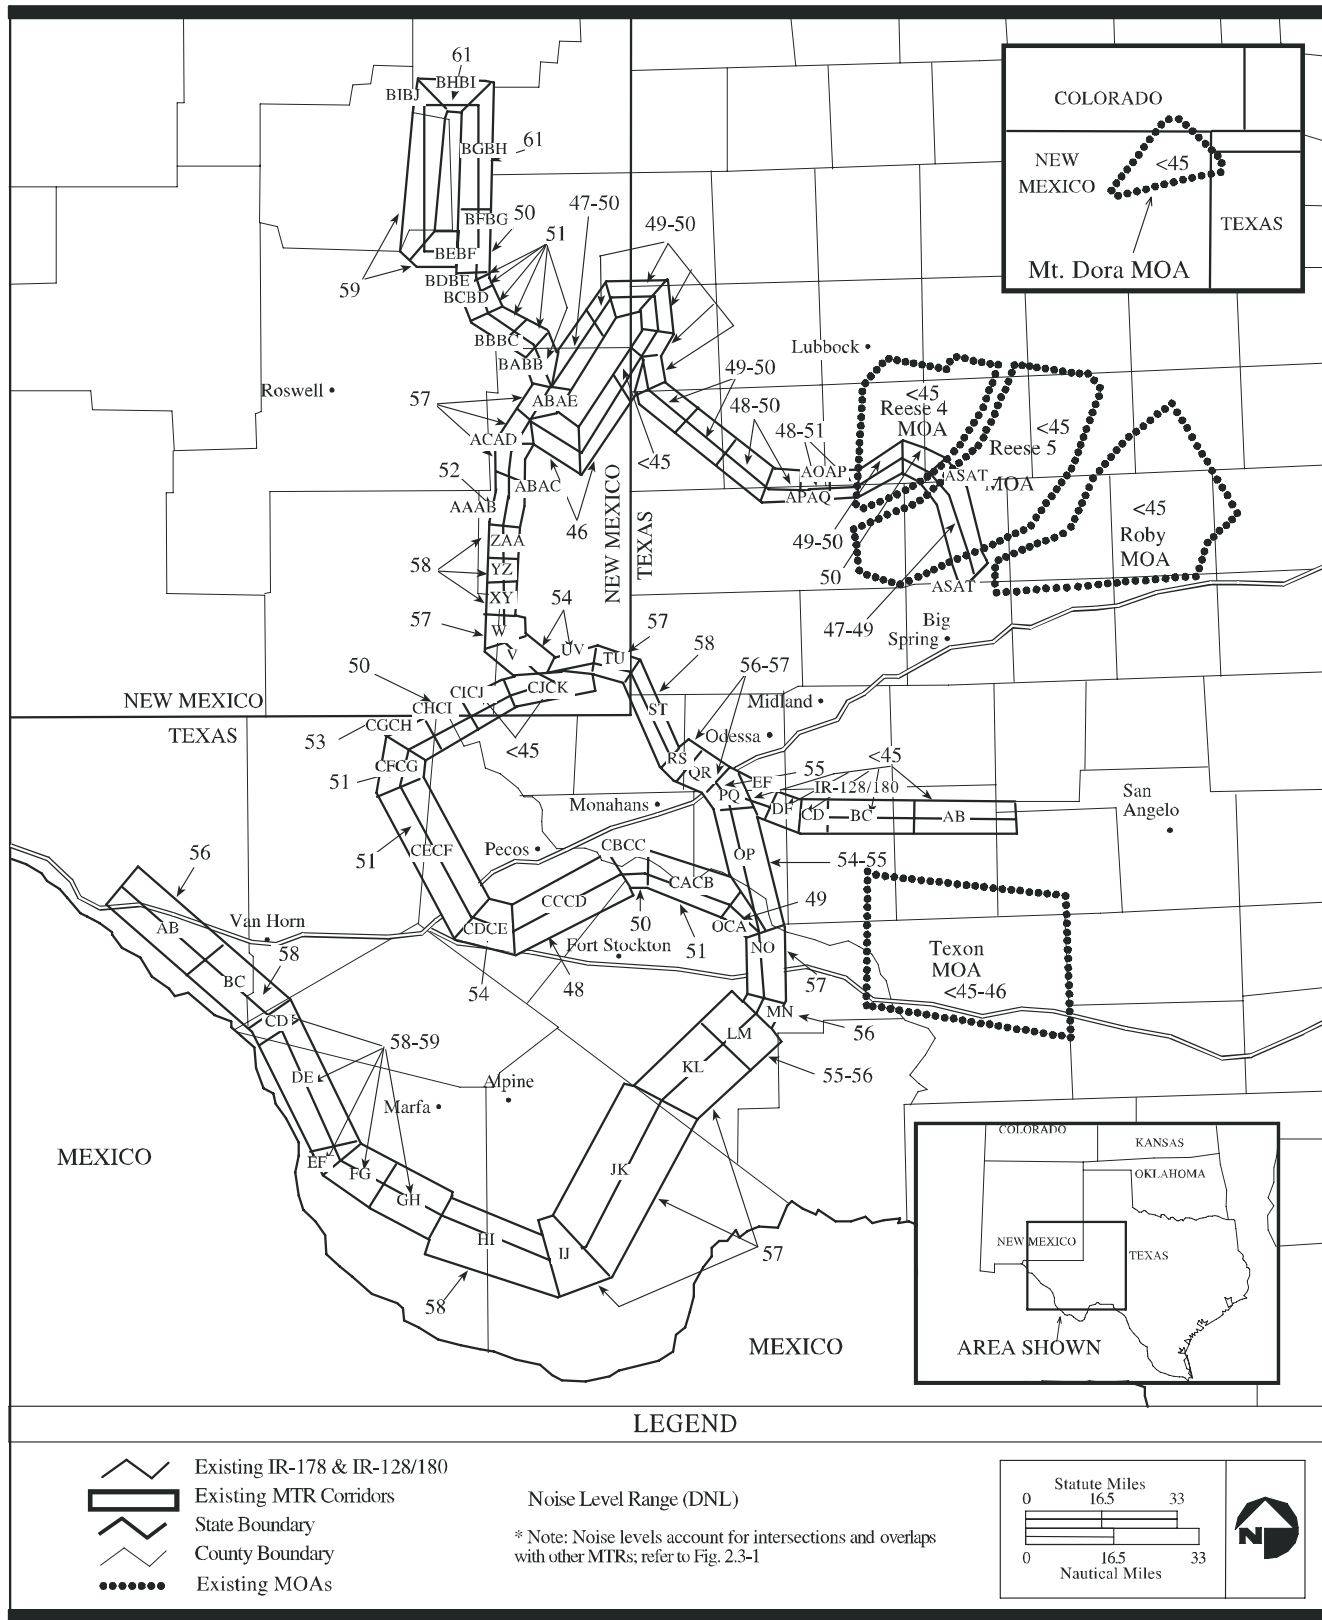 61
BHBI
BIBJ
BGBH
61
BFBG
50
47-50
49-50
51
BEBF
59
BDBE
BCBD
BBBC
BABB
COLORADO
NEW
MEXICO
<45
TEXAS
Mt. Dora MOA
Lubbock
Roswell
57
ABAE
49-50
48-50
48-51
<45
Reese 4
MOA
<45
Reese 5
MOA
ACAD
52
ABAC
<45
AOAP
APAQ
ASAT
AAAB
46
NEW MEXICO
TEXAS
49-50
50
<45
Roby
MOA
ZAA
58
YZ
XY
ASAT
47-49
Big
Spring
57
W
54
V
UV
57
TU
58
50
CICJ
CJCK
56-57
NEW MEXICO
TEXAS
CHCI
CGCH
53
ST
Midland
Odessa
<45
<45
CFCG
51
RS
QR
55
EF
PQ
IR-128/180
DF
CD
BC
AB
San
Angelo
Monahans
51
CECF
Pecos
CBCC
OP
54-55
CACB
56
CCCD
49
AB
Van Horn
CDCE
50
OCA
Fort Stockton
51
NO
Texon
MOA
<45-46
BC
58
54
48
57
CD
MN
56
LM
58-59
KL
55-56
DE
Alpine
Marfa
MEXICO
EF
FG
GH
JK
HI
IJ
57
58
MEXICO
COLORADO
KANSAS
OKLAHOMA
NEW MEXICO
TEXAS
AREA SHOWN
LEGEND
Existing IR-178 & IR-128/180
Existing MTR Corridors
State Boundary
County Boundary
Existing MOAs
Noise Level Range (DNL)
* Note: Noise levels account for intersections and overlaps
with other MTRs; refer to Fig. 2.3-1
Statute Miles
0 16.5 33
0 16.5 33
Nautical Miles
N